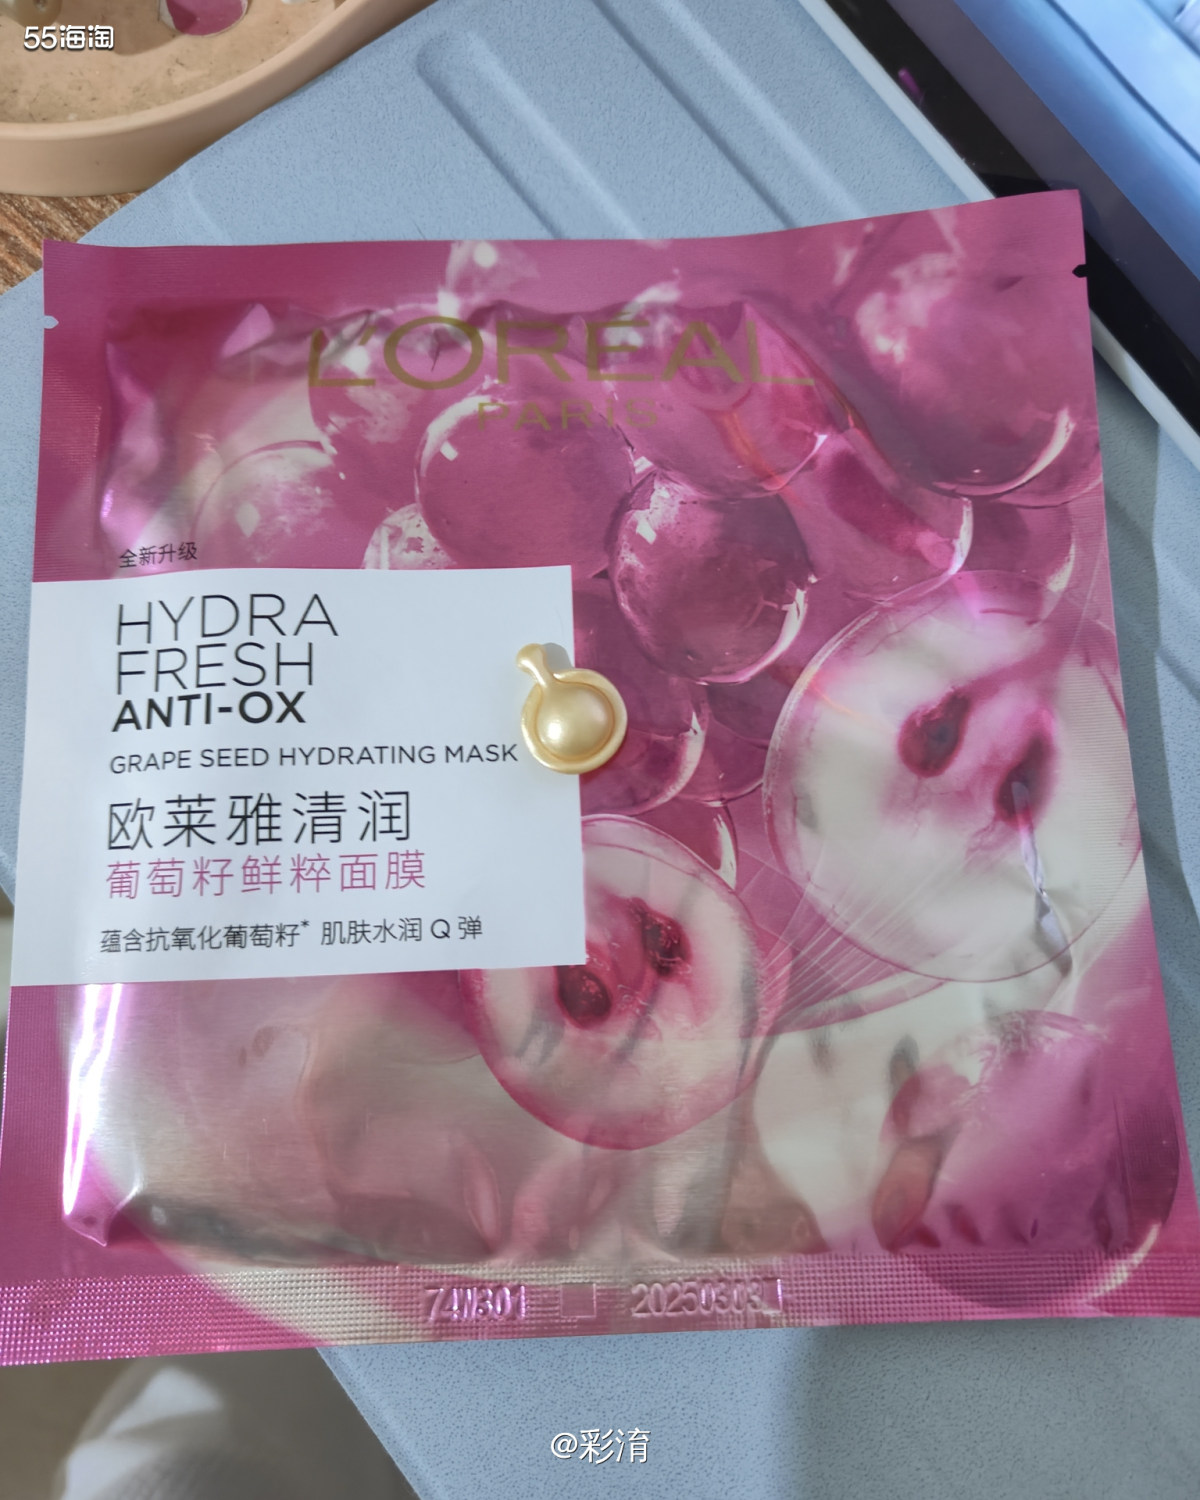 55海淘
L'ORÉAL
PARIS
全新升级
HYDRA
FRESH
ANTI-OX
GRAPE SEED HYDRATING MASK
欧莱雅清润
葡萄籽鲜粹面膜
蕴含抗氧化葡萄籽* 肌肤水润 Q 弹
74W301 20250303
@彩淯